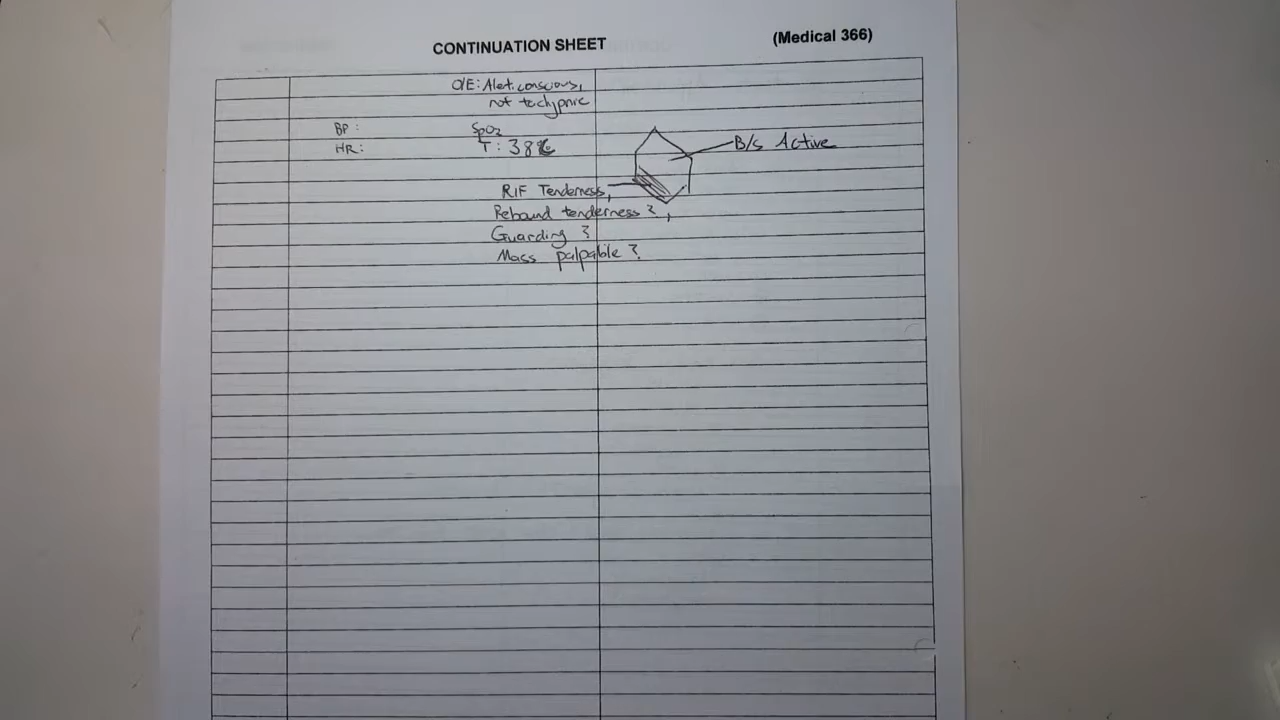 CONTINUATION SHEET (Medical 366)
O/E: Alert, conscious,
not tachypnic
BP: SpO2
HR: T: 38
B/S Active
RIF Tenderness,
Rebound tenderness?,
Guarding?
Mass palpable?